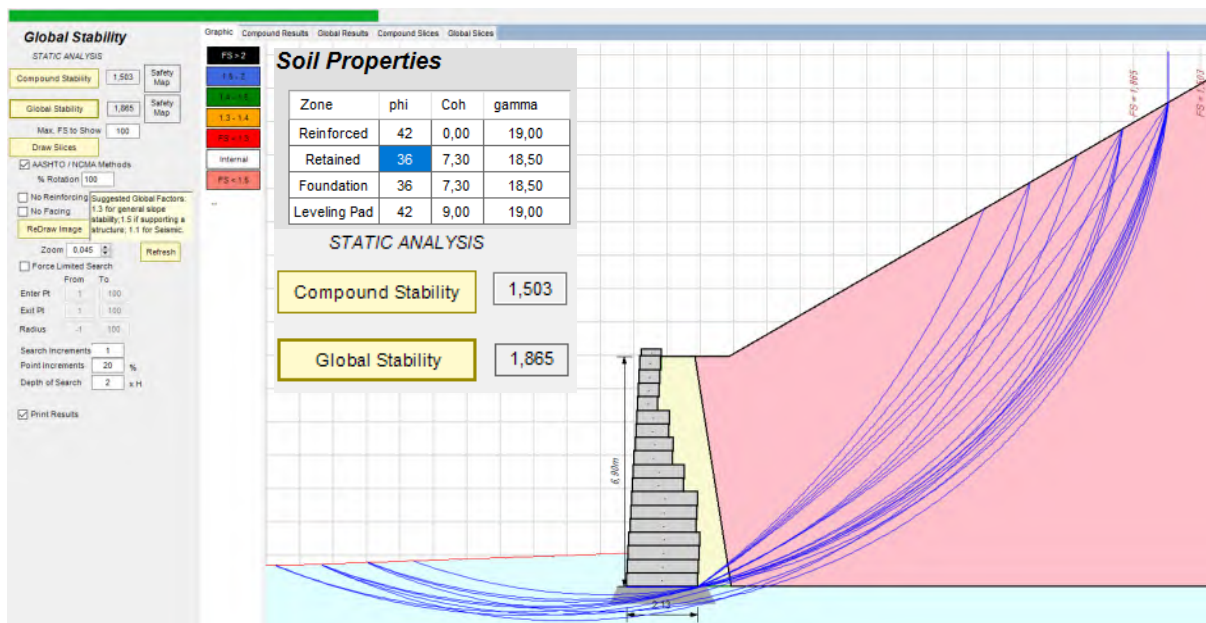 Global Stability
STATIC ANALYSIS
Compound Stability 1,503 Safety Map
Global Stability 1,865 Safety Map
Max. FS to Show 100
Draw Slices
AASHTO / NCMA Methods
% Rotation 100
No Reinforcing
No Facing
Suggested Global Factors:
1.3 for general slope
stability;1.5 if supporting a
structure; 1.1 for Seismic.
ReDraw Image
Zoom 0,045 Refresh
Force Limited Search
From To
Enter Pt 1 100
Exit Pt 1 100
Radius -1 100
Search Increments 1
Point Increments 20 %
Depth of Search 2 x H
Print Results
Graphic Compound Results Global Results Compound Slices Global Slices
FS > 2
1.5 - 2
1.3 - 1.4
Internal
FS < 1.5
...
Soil Properties
Zone phi Coh gamma
Reinforced 42 0,00 19,00
Retained 36 7,30 18,50
Foundation 36 7,30 18,50
Leveling Pad 42 9,00 19,00
STATIC ANALYSIS
Compound Stability 1,503
Global Stability 1,865
FS = 1,865
FS = 1,503
6,90m
2,13